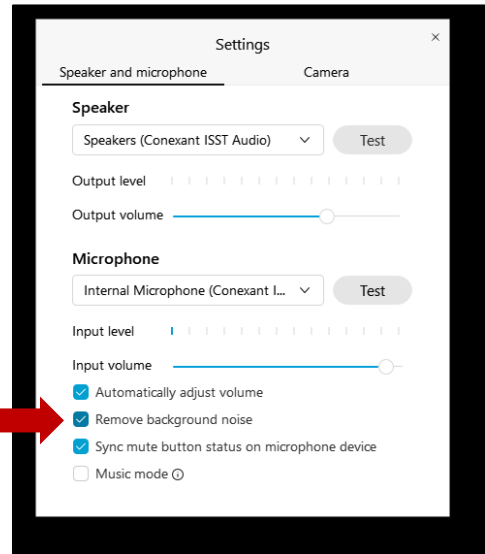 Settings
Speaker and microphone Camera
Speaker
Speakers (Conexant ISST Audio) Test
Output level
Output volume
Microphone
Internal Microphone (Conexant I... Test
Input level
Input volume
Automatically adjust volume
Remove background noise
Sync mute button status on microphone device
Music mode